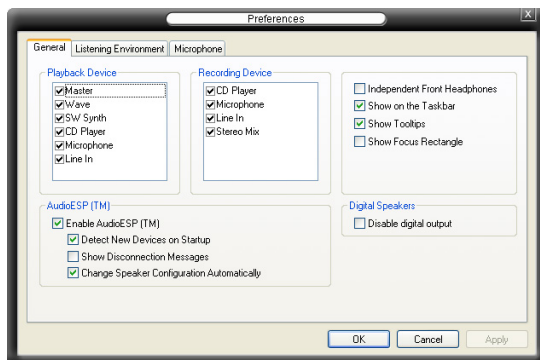 Preferences
X
General Listening Environment Microphone
Playback Device
Master
Wave
SW Synth
CD Player
Microphone
Line In
Recording Device
CD Player
Microphone
Line In
Stereo Mix
Independent Front Headphones
Show on the Taskbar
Show Tooltips
Show Focus Rectangle
AudioESP (TM)
Enable AudioESP (TM)
Detect New Devices on Startup
Show Disconnection Messages
Change Speaker Configuration Automatically
Digital Speakers
Disable digital output
OK Cancel Apply